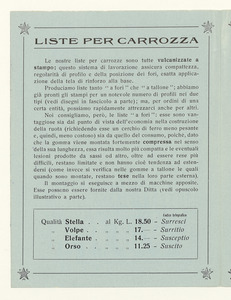 LISTE PER CARROZZA
Le nostre liste per carrozze sono tutte vulcanizzate a
stampo; questo sistema di lavorazione assicura compattezza,
regolarità di profilo e della posizione dei fori, esatta applica-
zione della tela di rinforzo alla base.
Produciamo liste tanto "a fori" che "a tallone"; abbiamo
già pronti gli stampi per un notevole numero di profili nei due
tipi (vedi disegni in fascicolo a parte); ma, per ordini di una
certa entità, possiamo rapidamente attrezzarci anche per altri.
Noi consigliamo, però, le liste "a fori": esse sono van-
taggiose sia dal punto di vista dell'economia nella costruzione
della ruota (richiedendo esse un cerchio di ferro meno pesante
e, quindi, meno costoso) sia da quello del consumo, poichè, dato
che la gomma viene montata fortemente compressa nel senso
della sua lunghezza, essa risulta molto più compatta e le eventuali
lesioni prodotte da sassi od altro, oltre ad essere rese più
difficili, restano limitate e non hanno cioè tendenza ad esten-
dersi (come invece si verifica nelle gomme a tallone le quali
quando sono montate, restano tese nella loro parte esterna).
Il montaggio si eseguisce a mezzo di macchine apposite.
Esse possono essere fornite dalla nostra Ditta (vedi opuscolo
illustrativo a parte).
Qualità Stella . . al Kg. L. 18,50 - Surresci
„ Volpe . . „ 17.— - Surritio
„ Elefante . „ 14.— - Susceptio
„ Orso . . . „ 11.25 - Suscito